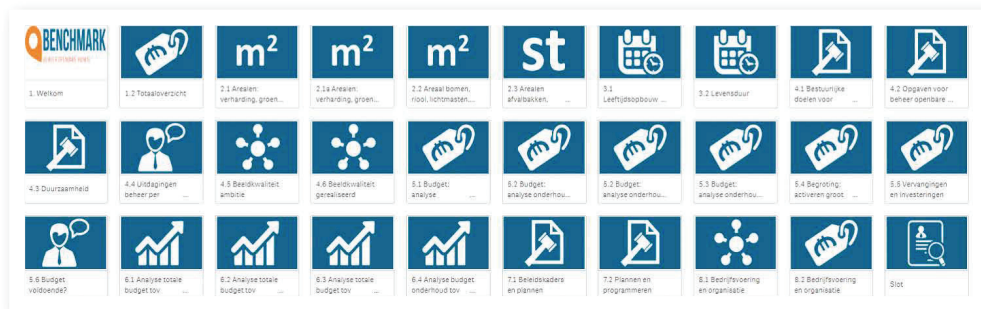 BENCHMARK
1. Welkom
1.2 Totaaloverzicht
m²
2.1 Arealen:
verharding, groen...
m²
2.1a Arealen:
verharding, groen...
m²
2.2 Areaal bomen,
riool, lichtmasten,...
st
2.3 Arealen
afvalbakken, ...
3.1
Leeftijdsopbouw ...
3.2 Levensduur
4.1 Bestuurlijke
doelen voor ...
4.2 Opgaven voor
beheer openbare ...
4.3 Duurzaamheid
4.4 Uitdagingen
beheer per ...
4.5 Beeldkwaliteit
ambitie
4.6 Beeldkwaliteit
gerealiseerd
5.1 Budget:
analyse ...
5.2 Budget:
analyse onderhou...
5.2 Budget:
analyse onderhou...
5.3 Budget:
analyse onderhou...
5.4 Begroting:
activeren groot ...
5.5 Vervangingen
en investeringen
5.6 Budget
voldoende?
6.1 Analyse totale
budget tov ...
6.2 Analyse totale
budget tov ...
6.3 Analyse totale
budget tov ...
6.4 Analyse budget
onderhoud tov ...
7.1 Beleidskaders
en plannen
7.2 Plannen en
programmeren
8.1 Bedrijfsvoering
en organisatie
8.2 Bedrijfsvoering
en organisatie
Slot